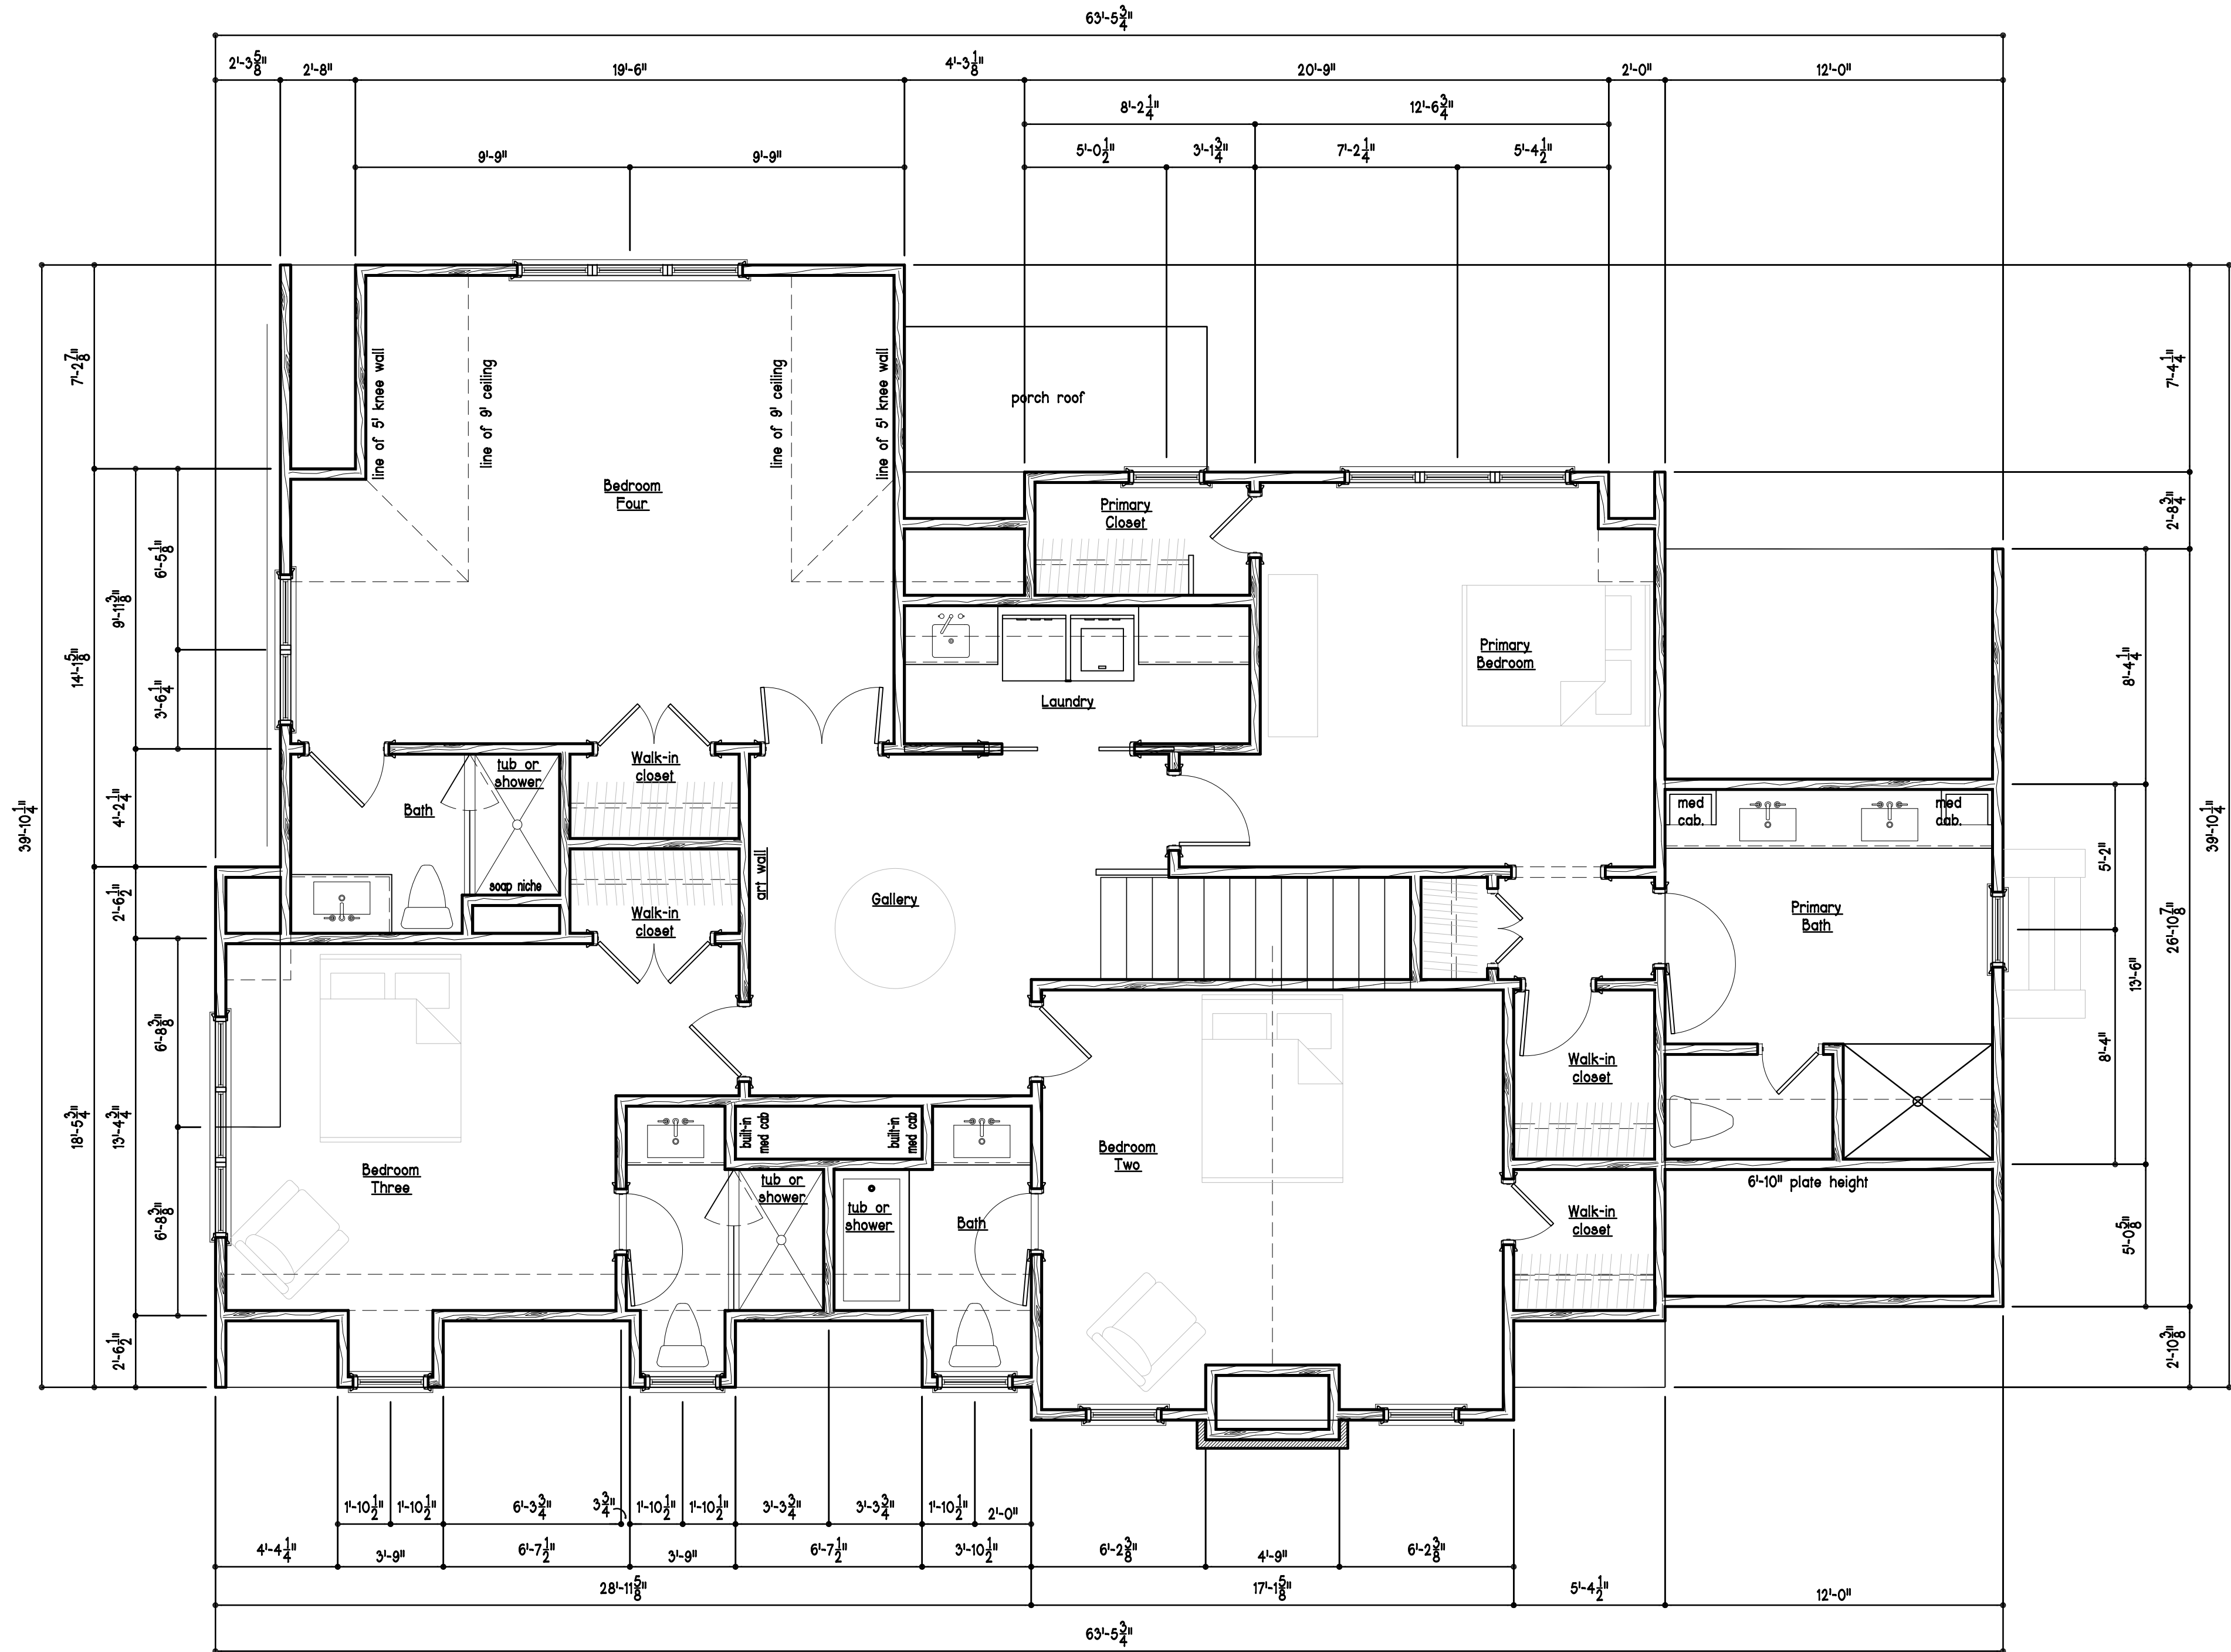 63'-5 3/4"
2'-3 5/8" 2'-8" 19'-6" 4'-3 1/8" 20'-9" 2'-0" 12'-0"
8'-2 1/4" 12'-6 3/4"
9'-9" 9'-9" 5'-0 1/2" 3'-1 3/4" 7'-2 1/4" 5'-4 1/2"
39'-10 1/4"
7'-2 7/8"
14'-1 5/8"
18'-5 3/4"
9'-11 3/8"
4'-2 1/4"
2'-6 1/2"
13'-4 3/4"
2'-6 1/2"
6'-5 1/8"
3'-6 1/4"
6'-8 3/8"
6'-8 3/8"
line of 5' knee wall
line of 9' ceiling
line of 9' ceiling
line of 5' knee wall
Bedroom
Four
porch roof
Primary
Closet
Primary
Bedroom
Laundry
tub or
shower
Bath
soap niche
Walk-in
closet
Walk-in
closet
art wall
Gallery
med
cab.
med
cab.
Primary
Bath
Walk-in
closet
Walk-in
closet
6'-10" plate height
Bedroom
Three
built-in
med cab
built-in
med cab
tub or
shower
tub or
shower
Bath
Bedroom
Two
7'-4 1/4"
2'-8 3/4"
26'-10 7/8"
2'-10 3/8"
39'-10 1/4"
8'-4 1/4"
13'-6"
5'-0 5/8"
5'-2"
8'-4"
1'-10 1/2" 1'-10 1/2" 6'-3 3/4" 3 3/4" 1'-10 1/2" 1'-10 1/2" 3'-3 3/4" 3'-3 3/4" 1'-10 1/2" 2'-0"
4'-4 1/4" 3'-9" 6'-7 1/2" 3'-9" 6'-7 1/2" 3'-10 1/2" 6'-2 3/8" 4'-9" 6'-2 3/8"
28'-11 5/8" 17'-1 5/8" 5'-4 1/2" 12'-0"
63'-5 3/4"